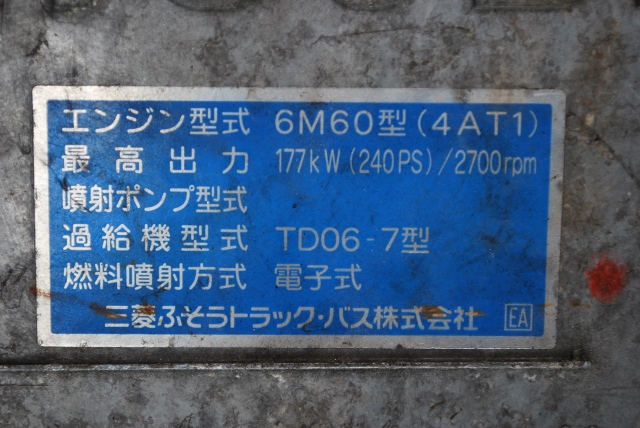 エンジン型式 6M60型(4AT1)
最高出力 177kW(240PS)/2700rpm
噴射ポンプ型式
過給機型式 TD06-7型
燃料噴射方式 電子式
三菱ふそうトラック・バス株式会社 EA